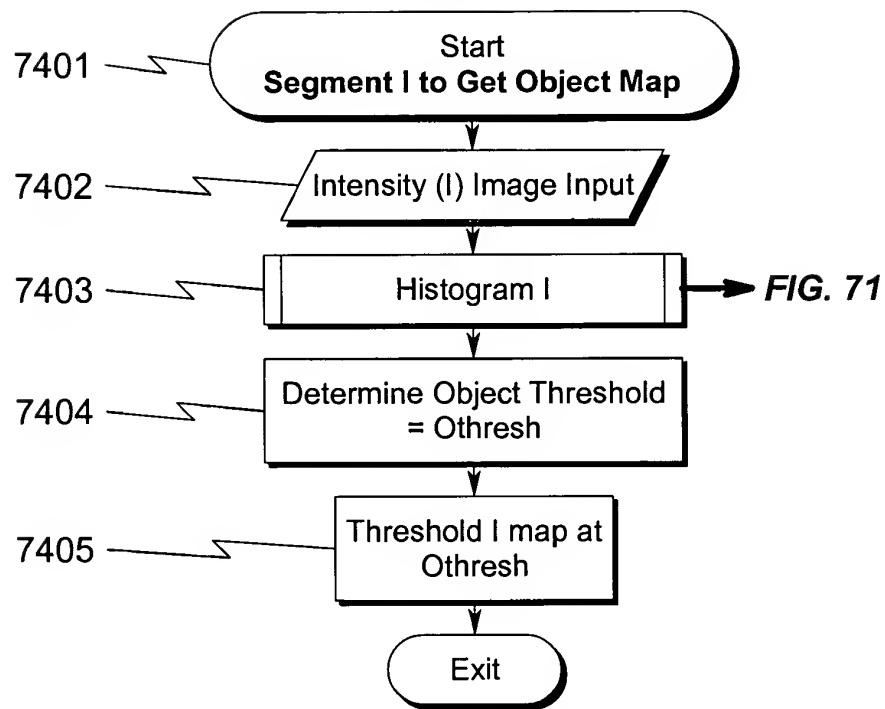 7401
Start
Segment I to Get Object Map
7402
Intensity (I) Image Input
7403
Histogram I
FIG. 71
7404
Determine Object Threshold
= Othresh
7405
Threshold I map at
Othresh
Exit